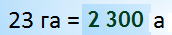 23 га = 2 300 а